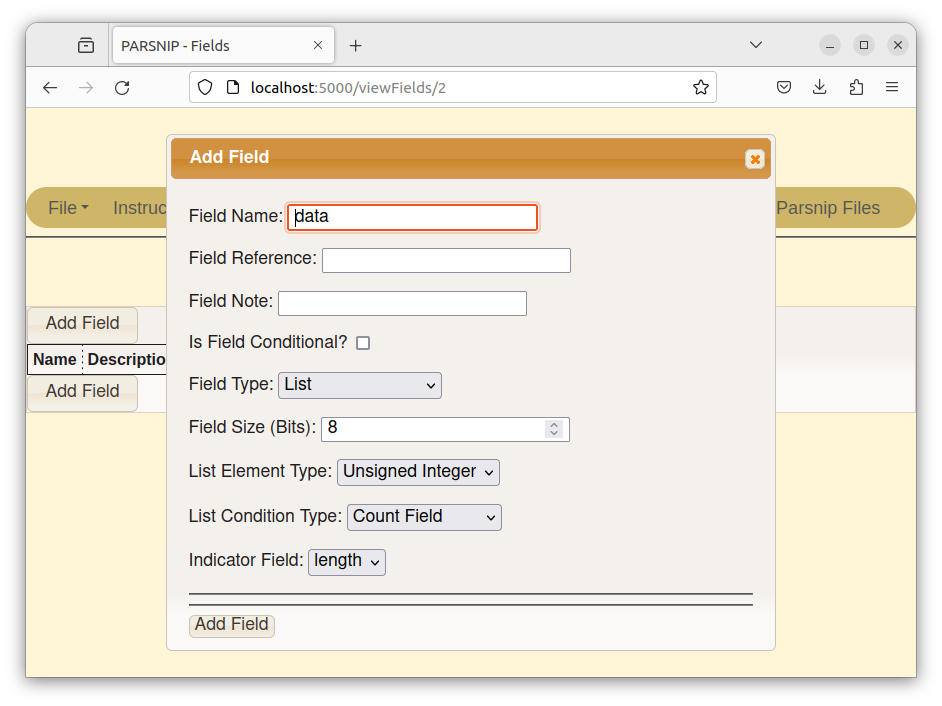 PARSNIP - Fields
localhost:5000/viewFields/2
Add Field
File
Instruc
Parsnip Files
Field Name: data
Field Reference:
Field Note:
Is Field Conditional?
Field Type: List
Field Size (Bits): 8
List Element Type: Unsigned Integer
List Condition Type: Count Field
Indicator Field: length
Add Field
Add Field
Name Descriptio
Add Field